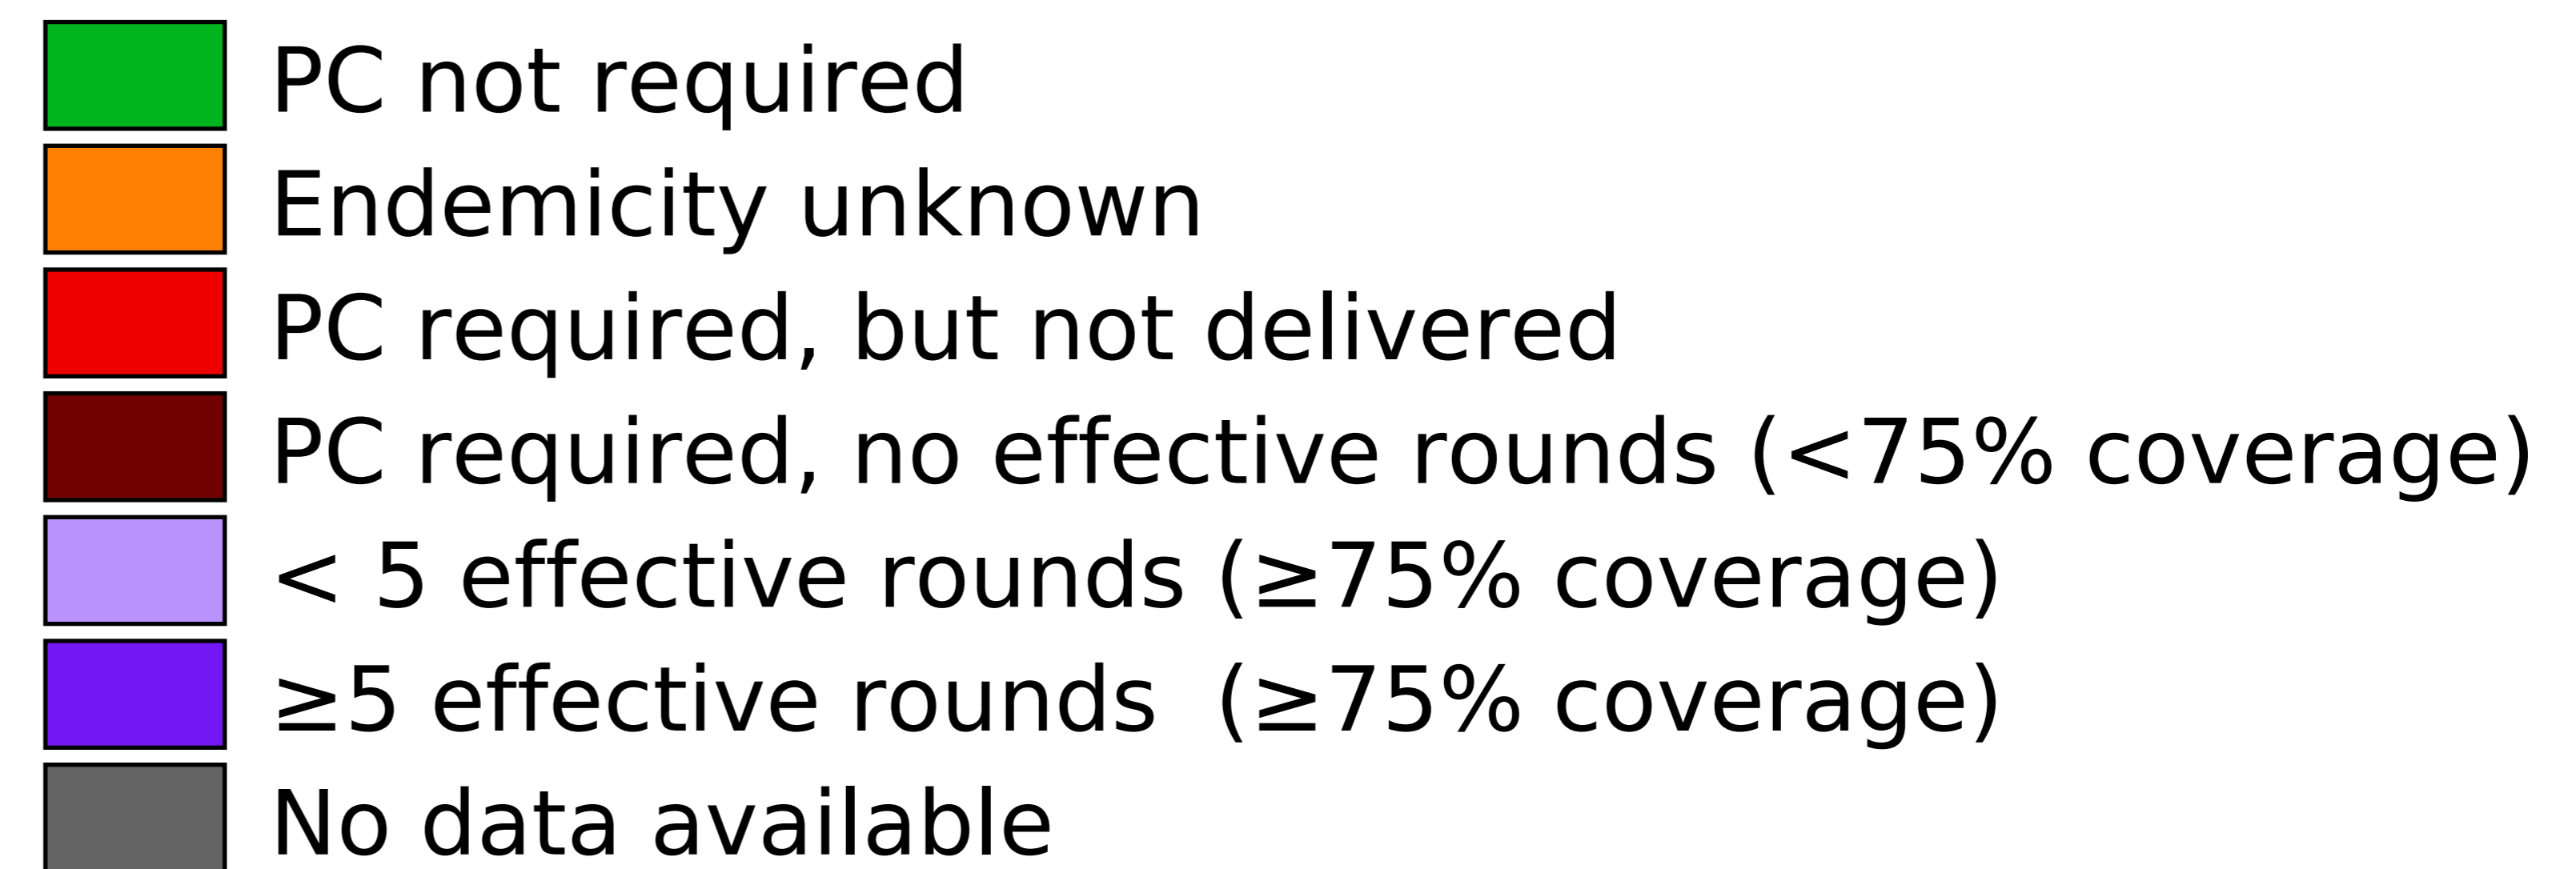 PC not required
Endemicity unknown
PC required, but not delivered
PC required, no effective rounds (<75% coverage)
< 5 effective rounds (≥75% coverage)
≥5 effective rounds  (≥75% coverage)
No data available